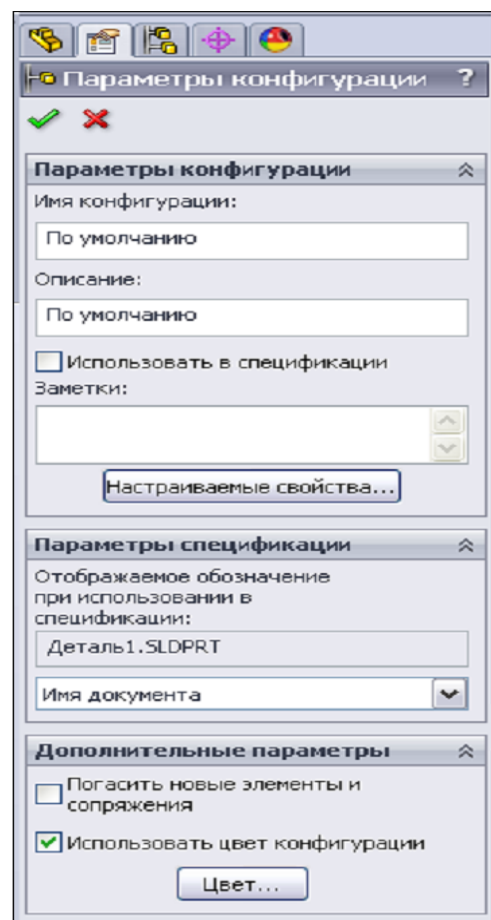 Параметры конфигурации ?
Параметры конфигурации
Имя конфигурации:
По умолчанию
Описание:
По умолчанию
Использовать в спецификации
Заметки:
Настраиваемые свойства...
Параметры спецификации
Отображаемое обозначение
при использовании в
спецификации:
Деталь1.SLDPRT
Имя документа
Дополнительные параметры
Погасить новые элементы и
сопряжения
Использовать цвет конфигурации
Цвет...